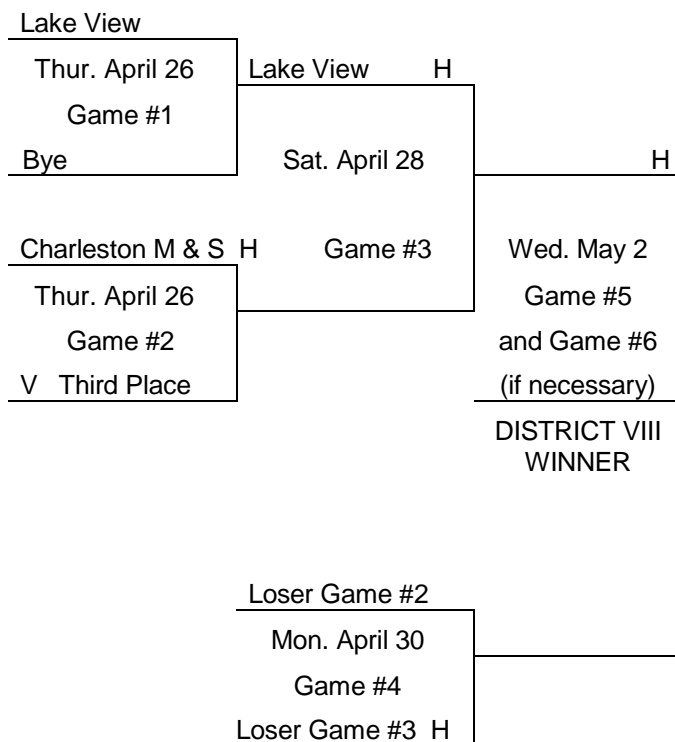 Lake View
Thur. April 26
Game #1
Bye
Lake View H
Sat. April 28
Game #3
Charleston M & S H
Thur. April 26
Game #2
V Third Place
H
Wed. May 2
Game #5
and Game #6
(if necessary)
DISTRICT VIII
WINNER
Loser Game #2
Mon. April 30
Game #4
Loser Game #3 H